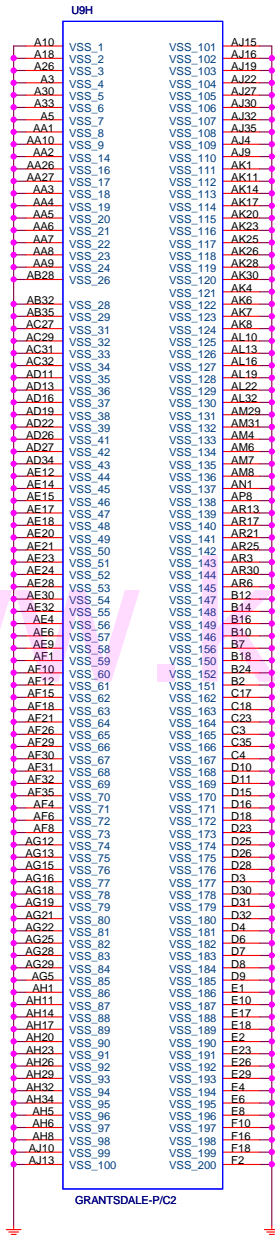 U9H
A10 VSS_1 VSS_101 AJ15
A18 VSS_2 VSS_102 AJ16
A26 VSS_3 VSS_103 AJ19
A3 VSS_4 VSS_104 AJ22
A30 VSS_5 VSS_105 AJ27
A33 VSS_6 VSS_106 AJ30
A5 VSS_7 VSS_107 AJ32
AA1 VSS_8 VSS_108 AJ35
AA10 VSS_9 VSS_109 AJ4
AA2 VSS_14 VSS_110 AJ9
AA26 VSS_16 VSS_111 AK1
AA27 VSS_17 VSS_112 AK11
AA3 VSS_18 VSS_113 AK14
AA4 VSS_19 VSS_114 AK17
AA5 VSS_20 VSS_115 AK20
AA6 VSS_21 VSS_116 AK23
AA7 VSS_22 VSS_117 AK25
AA8 VSS_23 VSS_118 AK26
AA9 VSS_24 VSS_119 AK28
AB28 VSS_26 VSS_120 AK30
VSS_121 AK4
AB32 VSS_28 VSS_122 AK6
AB35 VSS_29 VSS_123 AK7
AC27 VSS_31 VSS_124 AK8
AC29 VSS_32 VSS_125 AL10
AC31 VSS_33 VSS_126 AL13
AC32 VSS_34 VSS_127 AL16
AD11 VSS_35 VSS_128 AL19
AD13 VSS_36 VSS_129 AL22
AD16 VSS_37 VSS_130 AL32
AD19 VSS_38 VSS_131 AM29
AD22 VSS_39 VSS_132 AM31
AD26 VSS_41 VSS_133 AM4
AD27 VSS_42 VSS_134 AM6
AD34 VSS_43 VSS_135 AM7
AE12 VSS_44 VSS_136 AM8
AE14 VSS_45 VSS_137 AN1
AE15 VSS_46 VSS_138 AP8
AE17 VSS_47 VSS_139 AR13
AE18 VSS_48 VSS_140 AR17
AE20 VSS_49 VSS_141 AR21
AE21 VSS_50 VSS_142 AR25
AE23 VSS_51 VSS_143 AR3
AE24 VSS_52 VSS_144 AR30
AE28 VSS_53 VSS_145 AR6
AE30 VSS_54 VSS_147 B12
AE32 VSS_55 VSS_148 B14
AE4 VSS_56 VSS_149 B16
AE6 VSS_57 VSS_146 B10
AE9 VSS_58 VSS_156 B7
AF1 VSS_59 VSS_150 B18
AF10 VSS_60 VSS_152 B24
AF12 VSS_61 VSS_151 B2
AF15 VSS_62 VSS_162 C17
AF18 VSS_63 VSS_163 C18
AF21 VSS_64 VSS_164 C23
AF26 VSS_65 VSS_165 C3
AF29 VSS_66 VSS_166 C35
AF30 VSS_67 VSS_167 C4
AF31 VSS_68 VSS_168 D10
AF32 VSS_69 VSS_169 D11
AF35 VSS_70 VSS_170 D15
AF4 VSS_71 VSS_171 D16
AF6 VSS_72 VSS_172 D18
AF8 VSS_73 VSS_173 D23
AG12 VSS_74 VSS_174 D25
AG13 VSS_75 VSS_175 D26
AG15 VSS_76 VSS_176 D28
AG16 VSS_77 VSS_177 D3
AG18 VSS_78 VSS_178 D30
AG19 VSS_79 VSS_179 D31
AG21 VSS_80 VSS_180 D32
AG22 VSS_81 VSS_181 D4
AG25 VSS_82 VSS_182 D6
AG28 VSS_83 VSS_183 D7
AG29 VSS_84 VSS_184 D8
AG5 VSS_85 VSS_185 D9
AH1 VSS_86 VSS_186 E1
AH11 VSS_87 VSS_187 E10
AH14 VSS_88 VSS_188 E17
AH17 VSS_89 VSS_189 E18
AH20 VSS_90 VSS_190 E2
AH23 VSS_91 VSS_191 E23
AH26 VSS_92 VSS_192 E26
AH29 VSS_93 VSS_193 E29
AH32 VSS_94 VSS_194 E4
AH34 VSS_95 VSS_195 E6
AH5 VSS_96 VSS_196 E8
AH6 VSS_97 VSS_197 F10
AH8 VSS_98 VSS_198 F16
AJ10 VSS_99 VSS_199 F18
AJ13 VSS_100 VSS_200 F2
GRANTSDALE-P/C2